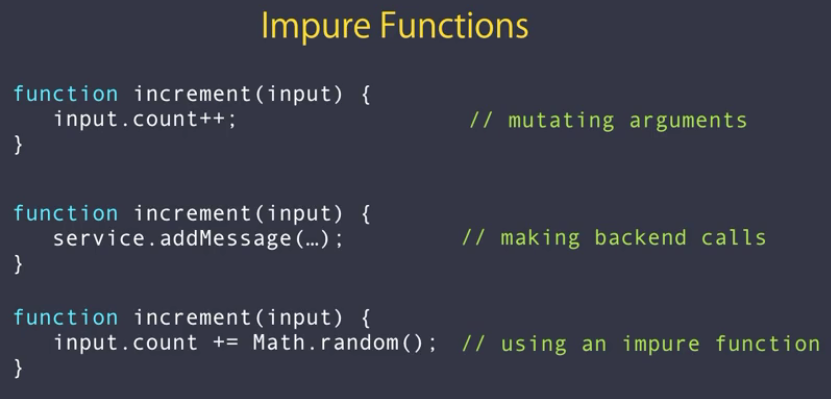 Impure Functions
function increment(input) {
input.count++; // mutating arguments
}
function increment(input) {
service.addMessage(…); // making backend calls
}
function increment(input) {
input.count += Math.random(); // using an impure function
}